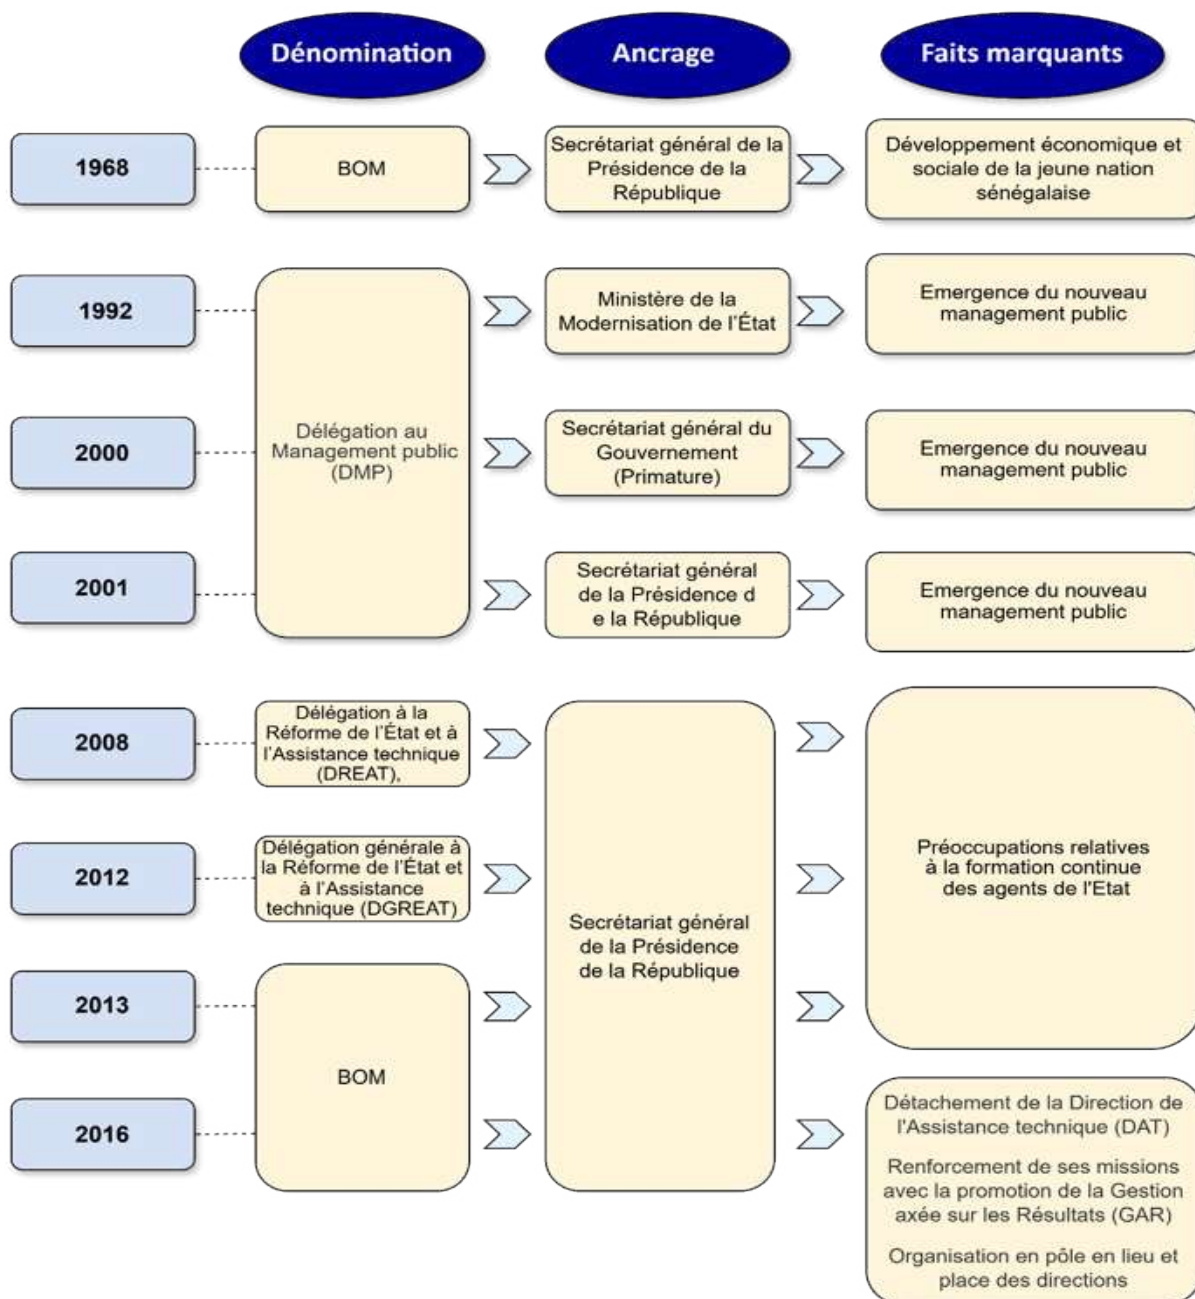 Dénomination
Ancrage
Faits marquants
1968
BOM
Secrétariat général de la
Présidence de la
République
Développement économique et
sociale de la jeune nation
sénégalaise
1992
Ministère de la
Modernisation de l'État
Emergence du nouveau
management public
2000
Délégation au
Management public
(DMP)
Secrétariat général du
Gouvernement
(Primature)
Emergence du nouveau
management public
2001
Secrétariat général
de la Présidence d
e la République
Emergence du nouveau
management public
2008
Délégation à la
Réforme de l'État et à
l'Assistance technique
(DREAT),
2012
Délégation générale à
la Réforme de l'État et
à l'Assistance
technique (DGREAT)
Secrétariat général
de la Présidence
de la République
Préoccupations relatives
à la formation continue
des agents de l'Etat
2013
BOM
2016
Détachement de la Direction de
l'Assistance technique (DAT)
Renforcement de ses missions
avec la promotion de la Gestion
axée sur les Résultats (GAR)
Organisation en pôle en lieu et
place des directions